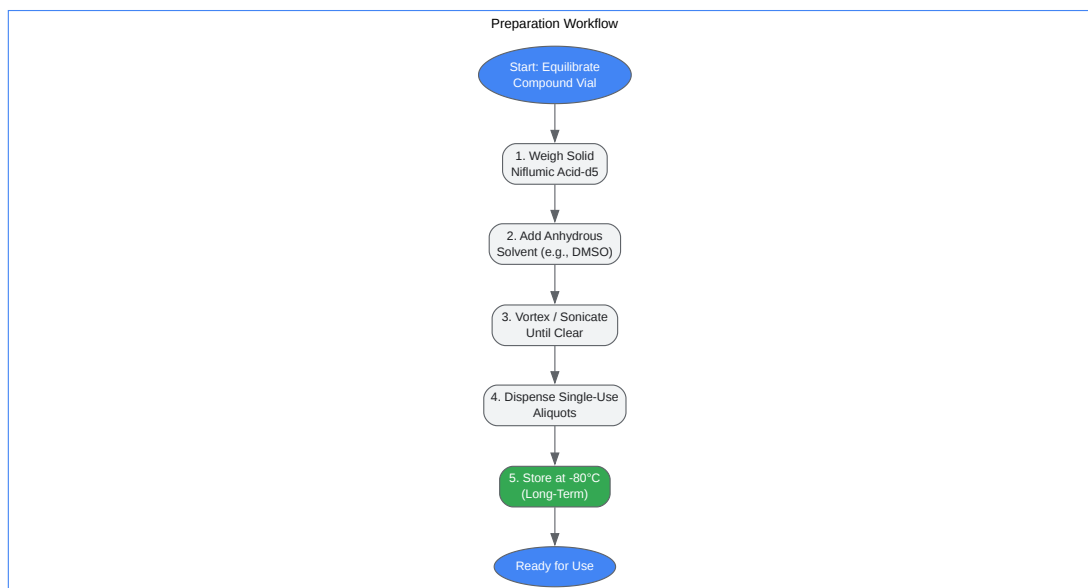 Preparation Workflow
Start: Equilibrate
Compound Vial
1. Weigh Solid
Niflumic Acid-d5
2. Add Anhydrous
Solvent (e.g., DMSO)
3. Vortex / Sonicate
Until Clear
4. Dispense Single-Use
Aliquots
5. Store at -80°C
(Long-Term)
Ready for Use